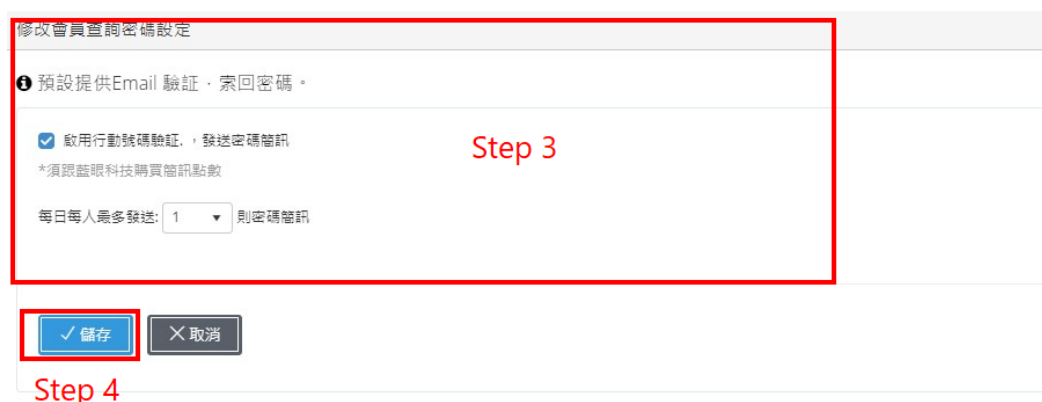 修改會員查詢密碼設定
預設提供Email 驗証，索回密碼。
啟用行動號碼驗証.，發送密碼簡訊
Step 3
*須跟藍眼科技購買簡訊點數
每日每人最多發送: 1 則密碼簡訊
儲存 取消
Step 4